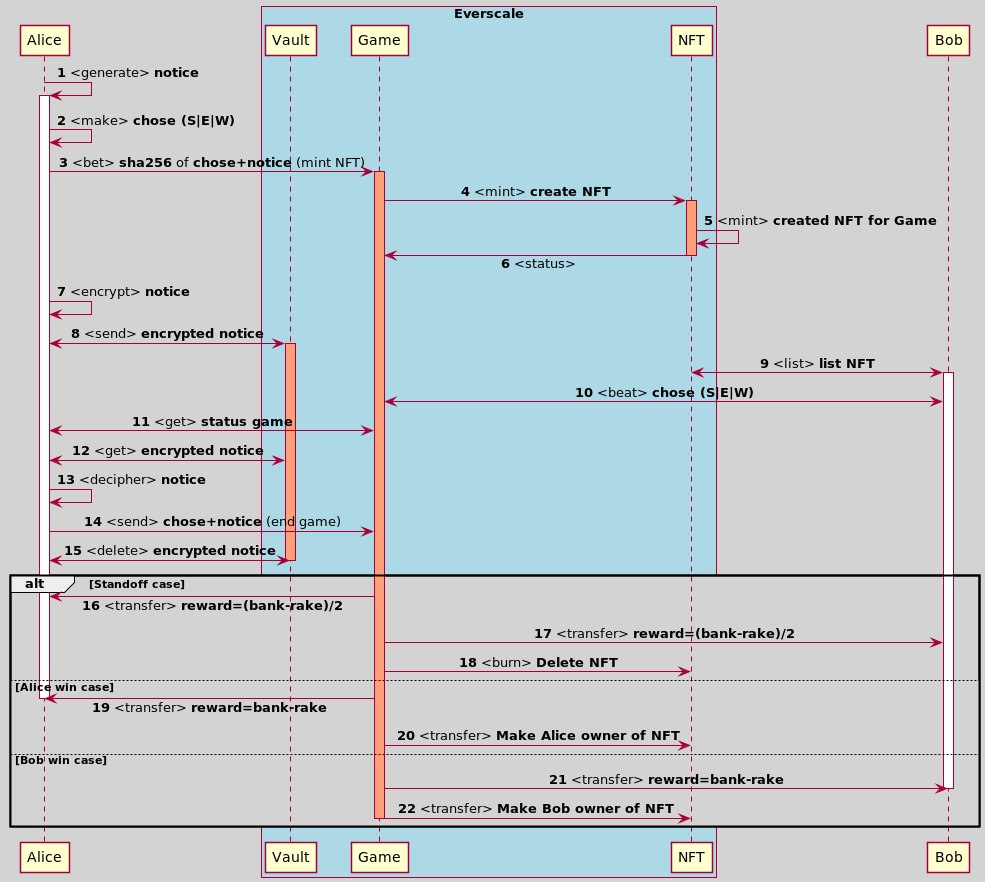 Everscale
Alice Vault Game NFT Bob
1 <generate> notice
2 <make> chose (S|E|W)
3 <bet> sha256 of chose+notice (mint NFT)
4 <mint> create NFT
5 <mint> created NFT for Game
6 <status>
7 <encrypt> notice
8 <send> encrypted notice
9 <list> list NFT
10 <beat> chose (S|E|W)
11 <get> status game
12 <get> encrypted notice
13 <decipher> notice
14 <send> chose+notice (end game)
15 <delete> encrypted notice
alt [Standoff case]
16 <transfer> reward=(bank-rake)/2
17 <transfer> reward=(bank-rake)/2
18 <burn> Delete NFT
[Alice win case]
19 <transfer> reward=bank-rake
20 <transfer> Make Alice owner of NFT
[Bob win case]
21 <transfer> reward=bank-rake
22 <transfer> Make Bob owner of NFT
Alice Vault Game NFT Bob